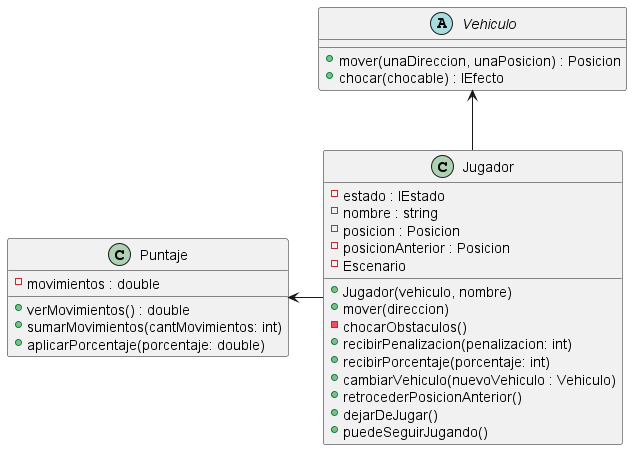 A Vehiculo
mover(unaDireccion, unaPosicion) : Posicion
chocar(chocable) : IEfecto
C Jugador
estado : IEstado
nombre : string
posicion : Posicion
posicionAnterior : Posicion
Escenario
Jugador(vehiculo, nombre)
mover(direccion)
chocarObstaculos()
recibirPenalizacion(penalizacion: int)
recibirPorcentaje(porcentaje: int)
cambiarVehiculo(nuevoVehiculo : Vehiculo)
retrocederPosicionAnterior()
dejarDeJugar()
puedeSeguirJugando()
C Puntaje
movimientos : double
verMovimientos() : double
sumarMovimientos(cantMovimientos: int)
aplicarPorcentaje(porcentaje: double)